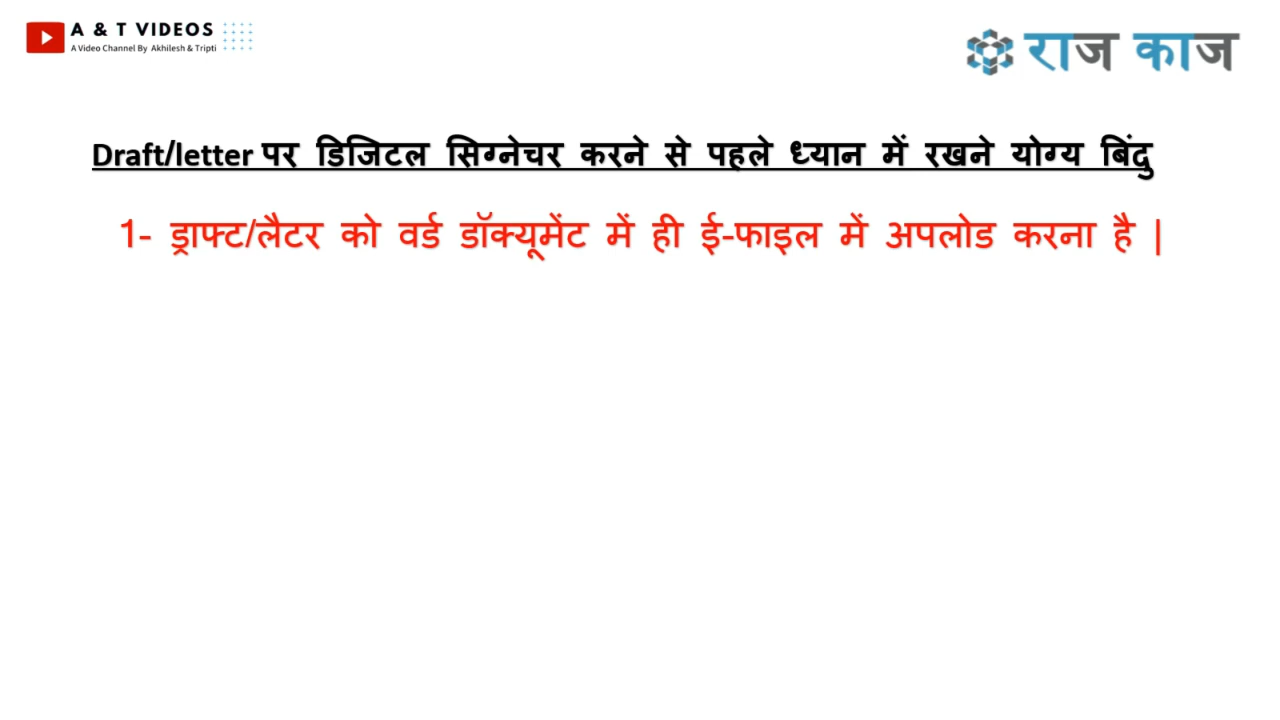 A & T VIDEOS
A Video Channel By Akhilesh & Tripti
राज काज
Draft/letter पर डिजिटल सिग्नेचर करने से पहले ध्यान में रखने योग्य बिंदु
1- ड्राफ्ट/लैटर को वर्ड डॉक्यूमेंट में ही ई-फाइल में अपलोड करना है |